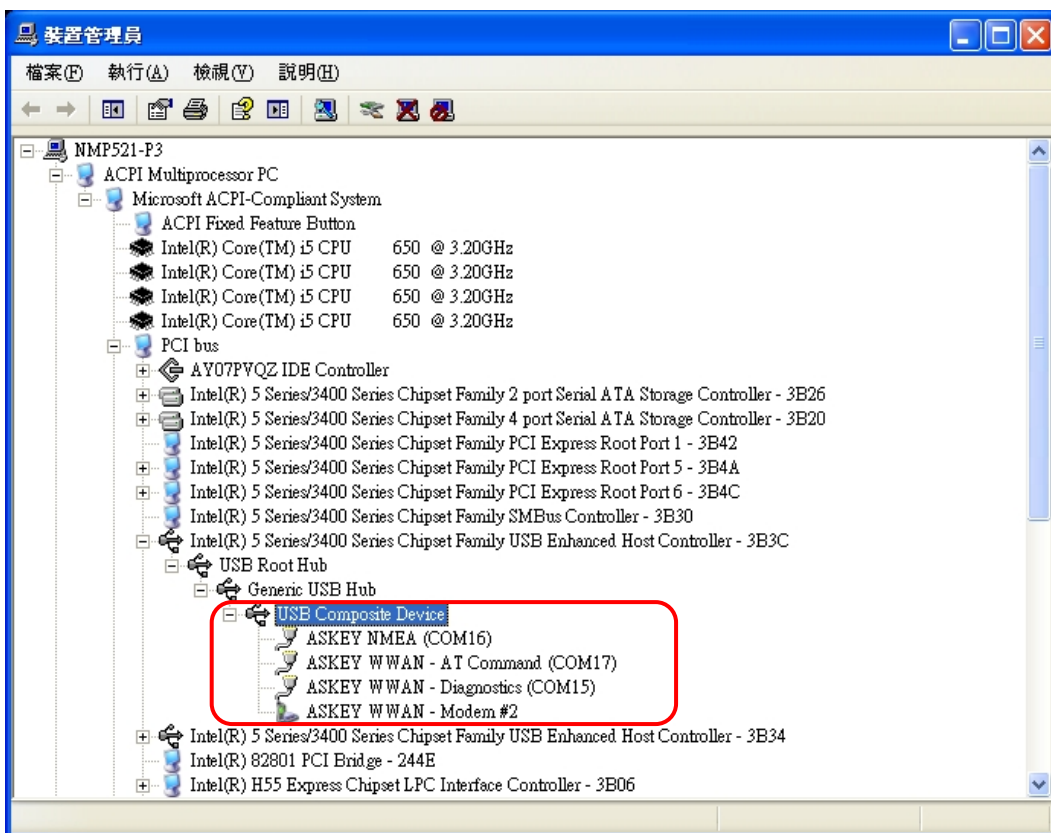 裝置管理員
檔案(F) 執行(A) 檢視(V) 說明(H)
NMP521-P3
ACPI Multiprocessor PC
Microsoft ACPI-Compliant System
ACPI Fixed Feature Button
Intel(R) Core(TM) i5 CPU 650 @ 3.20GHz
Intel(R) Core(TM) i5 CPU 650 @ 3.20GHz
Intel(R) Core(TM) i5 CPU 650 @ 3.20GHz
Intel(R) Core(TM) i5 CPU 650 @ 3.20GHz
PCI bus
AY07PVQZ IDE Controller
Intel(R) 5 Series/3400 Series Chipset Family 2 port Serial ATA Storage Controller - 3B26
Intel(R) 5 Series/3400 Series Chipset Family 4 port Serial ATA Storage Controller - 3B20
Intel(R) 5 Series/3400 Series Chipset Family PCI Express Root Port 1 - 3B42
Intel(R) 5 Series/3400 Series Chipset Family PCI Express Root Port 5 - 3B4A
Intel(R) 5 Series/3400 Series Chipset Family PCI Express Root Port 6 - 3B4C
Intel(R) 5 Series/3400 Series Chipset Family SMBus Controller - 3B30
Intel(R) 5 Series/3400 Series Chipset Family USB Enhanced Host Controller - 3B3C
USB Root Hub
Generic USB Hub
USB Composite Device
ASKEY NMEA (COM16)
ASKEY WWAN - AT Command (COM17)
ASKEY WWAN - Diagnostics (COM15)
ASKEY WWAN - Modem #2
Intel(R) 5 Series/3400 Series Chipset Family USB Enhanced Host Controller - 3B34
Intel(R) 82801 PCI Bridge - 244E
Intel(R) H55 Express Chipset LPC Interface Controller - 3B06